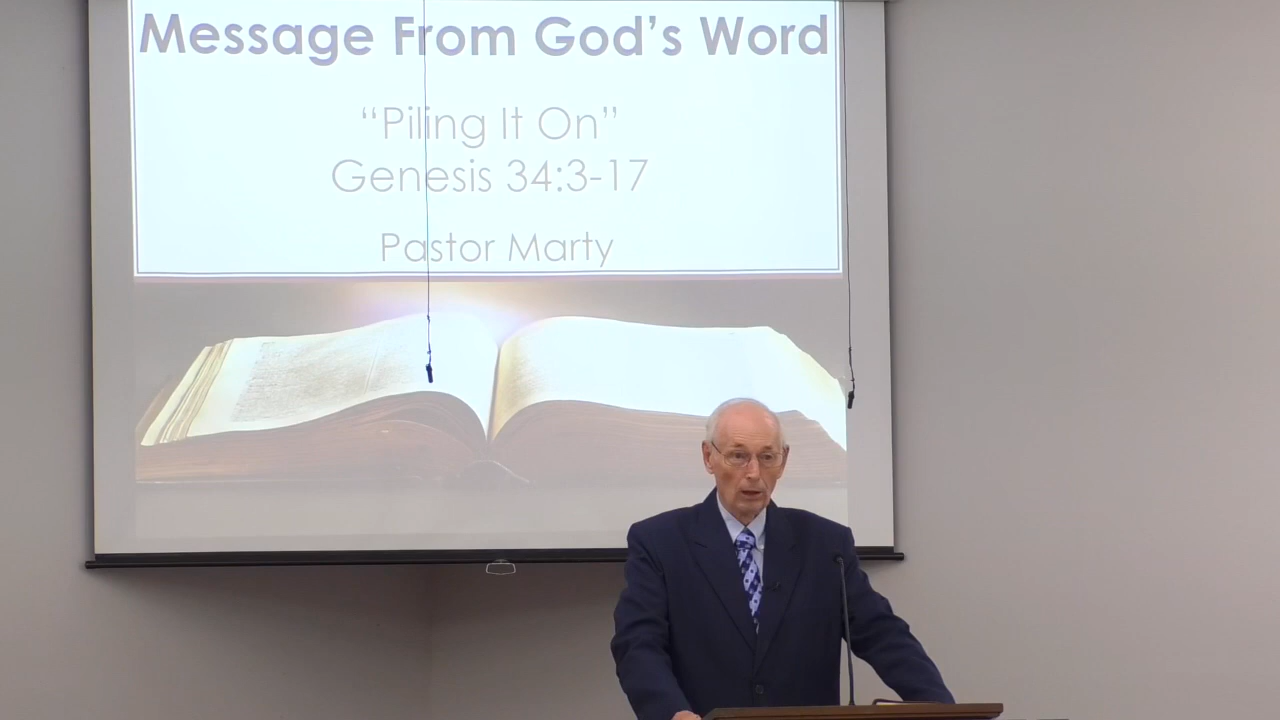 Message From God’s Word
“Piling It On”
Genesis 34:3-17
Pastor Marty